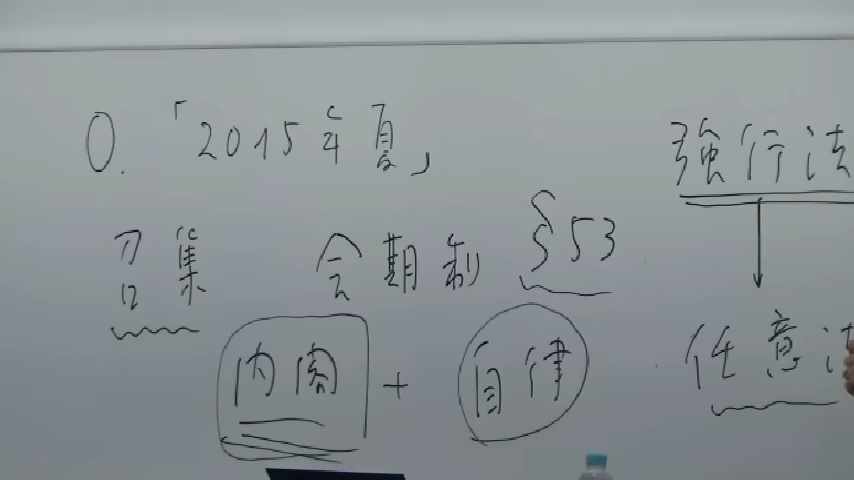 0. 「2015年夏」
強行法
召集 会期制 §53
内閣 + 自律
任意法